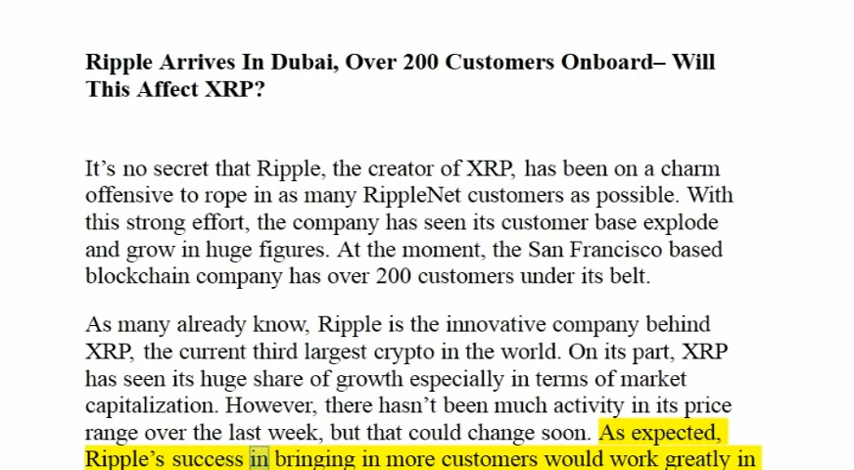 Ripple Arrives In Dubai, Over 200 Customers Onboard– Will
This Affect XRP?
It’s no secret that Ripple, the creator of XRP, has been on a charm
offensive to rope in as many RippleNet customers as possible. With
this strong effort, the company has seen its customer base explode
and grow in huge figures. At the moment, the San Francisco based
blockchain company has over 200 customers under its belt.
As many already know, Ripple is the innovative company behind
XRP, the current third largest crypto in the world. On its part, XRP
has seen its huge share of growth especially in terms of market
capitalization. However, there hasn’t been much activity in its price
range over the last week, but that could change soon. As expected,
Ripple’s success in bringing in more customers would work greatly in